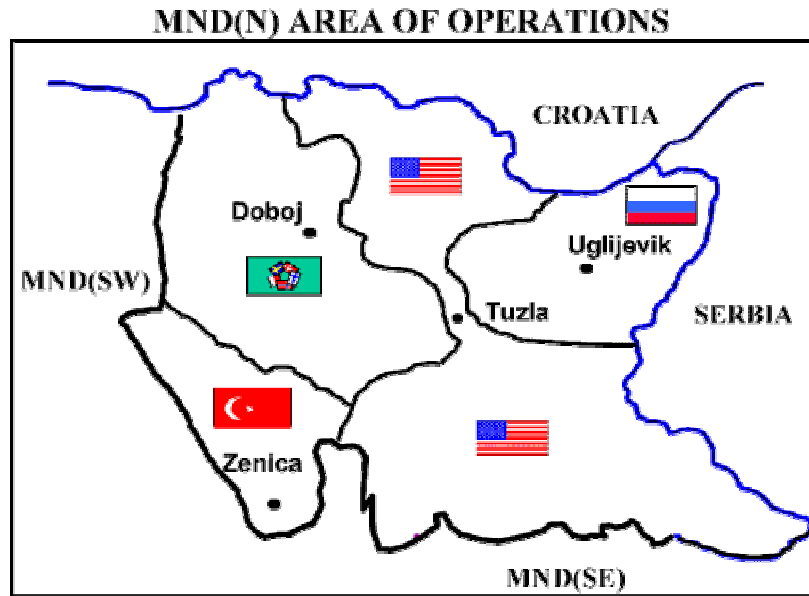 MND(N) AREA OF OPERATIONS
CROATIA
Doboj
Uglijevik
MND(SW)
Tuzla
SERBIA
Zenica
MND(SE)